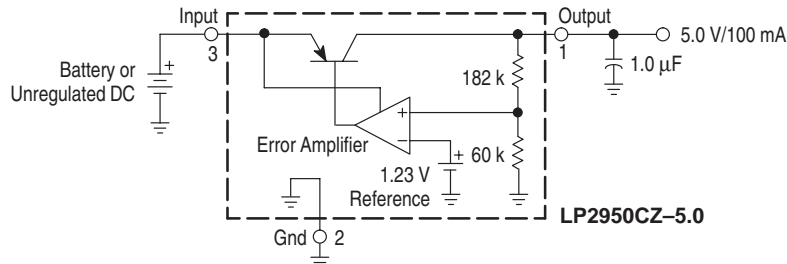 Input
3
Output
1
5.0 V/100 mA
Battery or
Unregulated DC
+
182 k
1.0 µF
Error Amplifier
+
−
60 k
+
1.23 V
Reference
LP2950CZ–5.0
Gnd
2